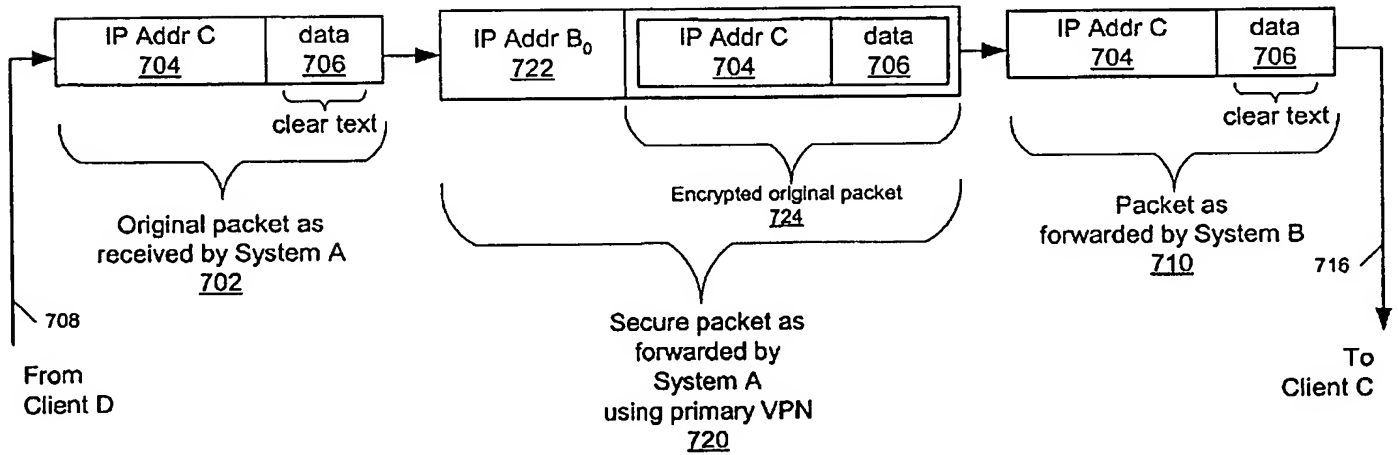 IP Addr C
704
data
706
clear text
Original packet as
received by System A
702
708
From
Client D
IP Addr B0
722
IP Addr C
704
data
706
Encrypted original packet
724
Secure packet as
forwarded by
System A
using primary VPN
720
IP Addr C
704
data
706
clear text
Packet as
forwarded by System B
710
716
To
Client C